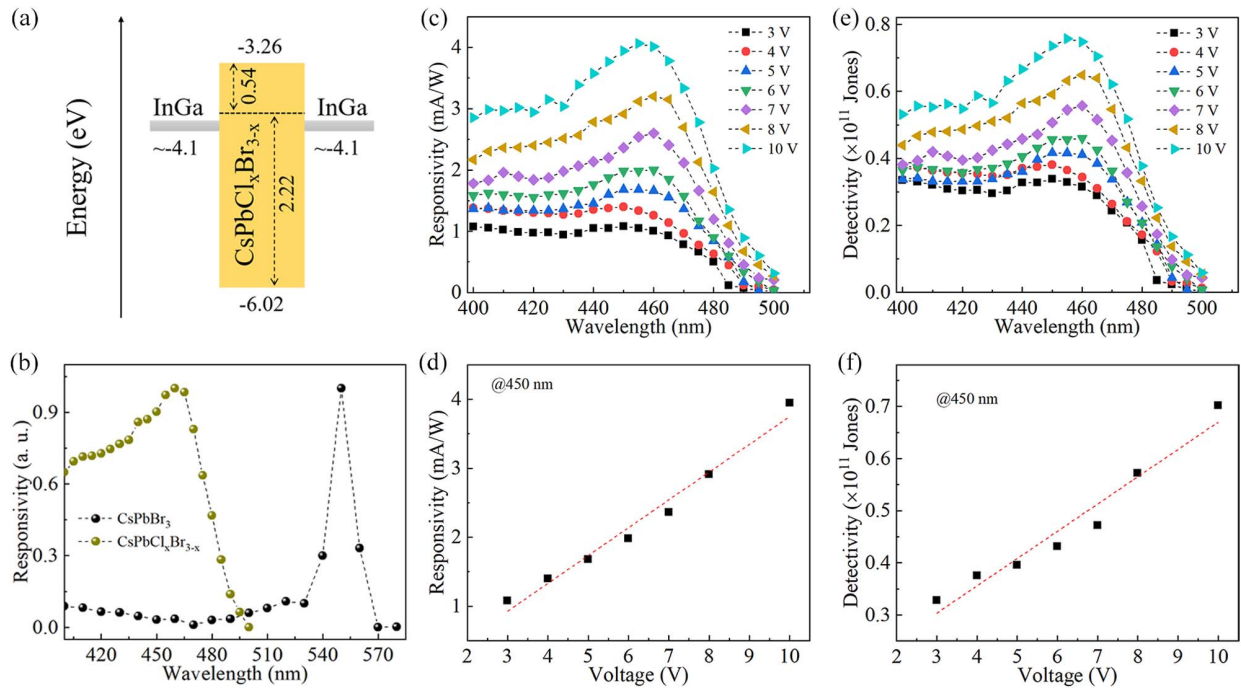 (a)
Energy (eV)
-3.26
0.54
InGa
InGa
~-4.1
~-4.1
CsPbClₓBr₃₋ₓ
2.22
-6.02
(b)
Responsivity (a. u.)
0.9
0.6
0.3
0.0
CsPbBr₃
CsPbClₓBr₃₋ₓ
420 450 480 510 540 570
Wavelength (nm)
(c)
Responsivity (mA/W)
4
3
2
1
0
3 V
4 V
5 V
6 V
7 V
8 V
10 V
400 420 440 460 480 500
Wavelength (nm)
(d)
@450 nm
Responsivity (mA/W)
4
3
2
1
2 3 4 5 6 7 8 9 10
Voltage (V)
(e)
Detectivity (×10¹¹ Jones)
0.8
0.6
0.4
0.2
0.0
3 V
4 V
5 V
6 V
7 V
8 V
10 V
400 420 440 460 480 500
Wavelength (nm)
(f)
@450 nm
Detectivity (×10¹¹ Jones)
0.7
0.6
0.5
0.4
0.3
2 3 4 5 6 7 8 9 10
Voltage (V)